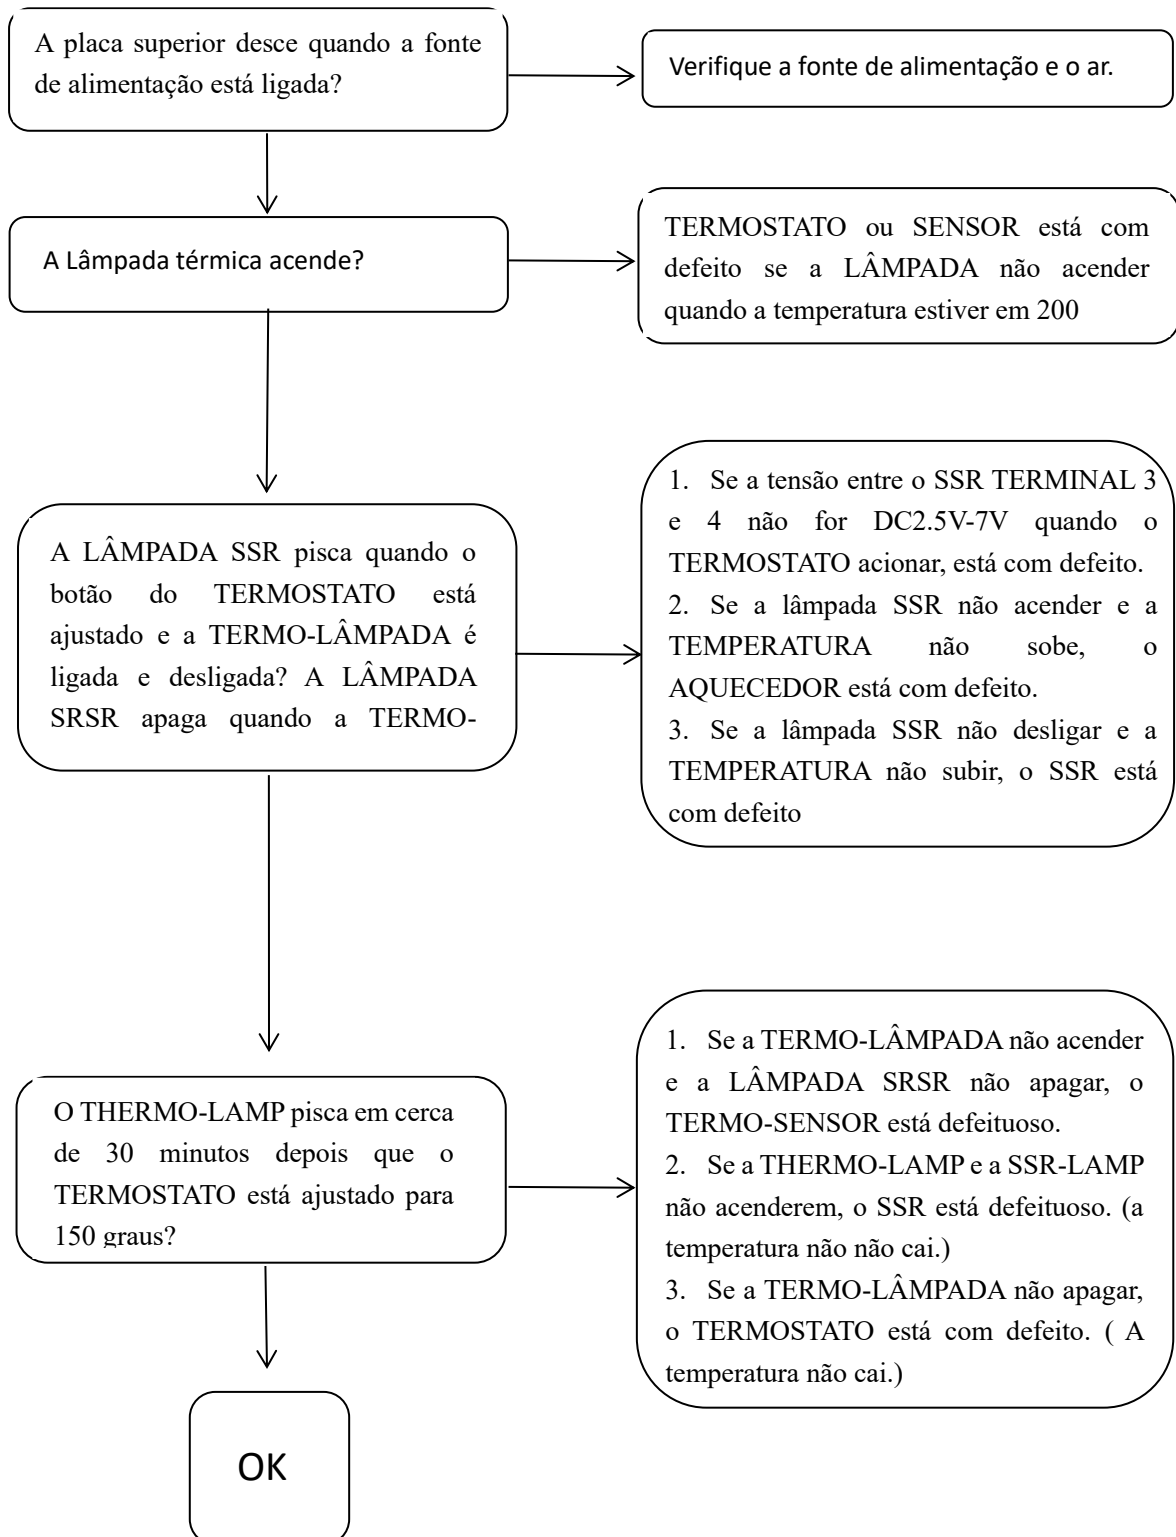 A placa superior desce quando a fonte
de alimentação está ligada?
Verifique a fonte de alimentação e o ar.
A Lâmpada térmica acende?
TERMOSTATO ou SENSOR está com
defeito se a LÂMPADA não acender
quando a temperatura estiver em 200
A LÂMPADA SSR pisca quando o
botão do TERMOSTATO está
ajustado e a TERMO-LÂMPADA é
ligada e desligada? A LÂMPADA
SRSR apaga quando a TERMO-
1. Se a tensão entre o SSR TERMINAL 3
e 4 não for DC2.5V-7V quando o
TERMOSTATO acionar, está com defeito.
2. Se a lâmpada SSR não acender e a
TEMPERATURA não sobe, o
AQUECEDOR está com defeito.
3. Se a lâmpada SSR não desligar e a
TEMPERATURA não subir, o SSR está
com defeito
O THERMO-LAMP pisca em cerca
de 30 minutos depois que o
TERMOSTATO está ajustado para
150 graus?
1. Se a TERMO-LÂMPADA não acender
e a LÂMPADA SRSR não apagar, o
TERMO-SENSOR está defeituoso.
2. Se a THERMO-LAMP e a SSR-LAMP
não acenderem, o SSR está defeituoso. (a
temperatura não não cai.)
3. Se a TERMO-LÂMPADA não apagar,
o TERMOSTATO está com defeito. ( A
temperatura não cai.)
OK